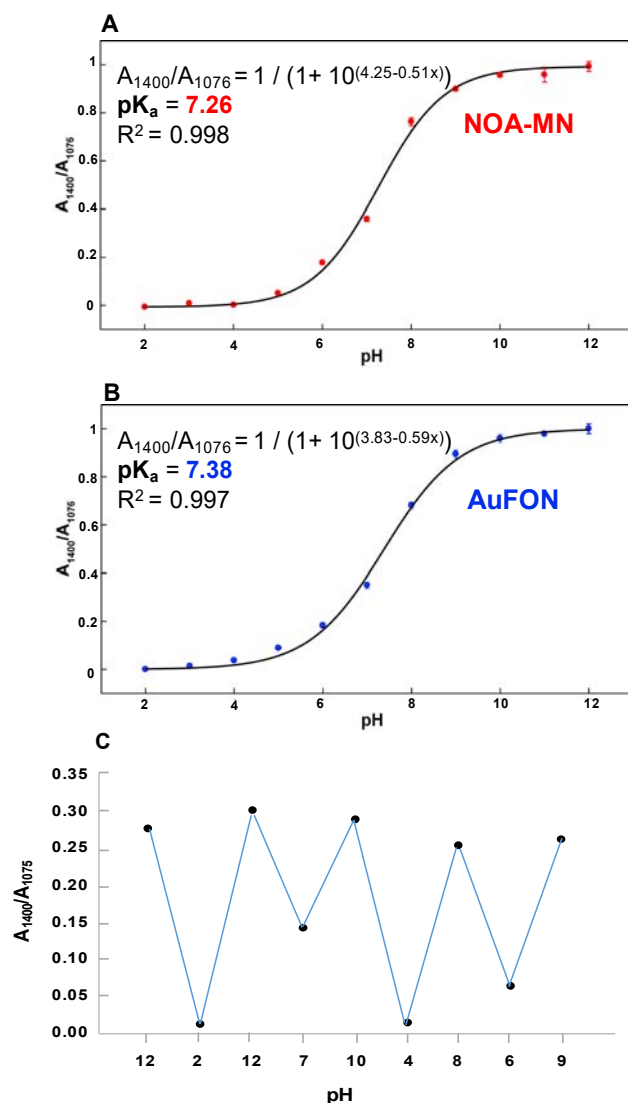 A
A1400/A1076 = 1 / (1+ 10(4.25-0.51x))
pKa = 7.26
R2 = 0.998
NOA-MN
A1400/A1076
1
0.8
0.6
0.4
0.2
0
2 4 6 8 10 12
pH
B
A1400/A1076 = 1 / (1+ 10(3.83-0.59x))
pKa = 7.38
R2 = 0.997
AuFON
A1400/A1076
1
0.8
0.6
0.4
0.2
0
2 4 6 8 10 12
pH
C
A1400/A1075
0.35
0.30
0.25
0.20
0.15
0.10
0.05
0.00
12 2 12 7 10 4 8 6 9
pH